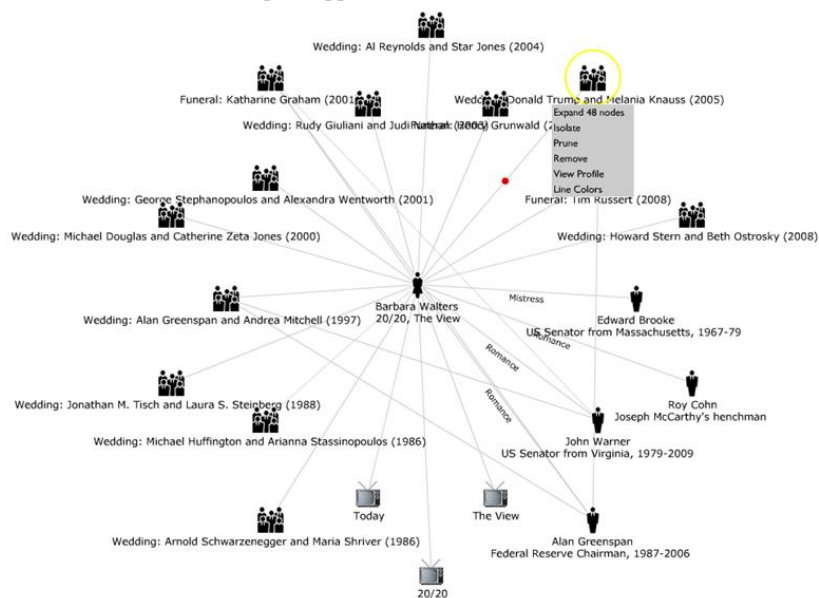 Wedding: Al Reynolds and Star Jones (2004)
Funeral: Katharine Graham (2001)
Donald Trump and Melania Knauss (2005)
Wedding: Rudy Giuliani and Judi
Grunwald
Expand 48 nodes
Isolate
Prune
Remove
View Profile
Line Colors
Wedding: George Stephanopoulos and Alexandra Wentworth (2001)
Funeral: Tim Russert (2008)
Wedding: Michael Douglas and Catherine Zeta Jones (2000)
Wedding: Howard Stern and Beth Ostrosky (2008)
Barbara Walters
20/20, The View
Mistress
Edward Brooke
US Senator from Massachusetts, 1967-79
Wedding: Alan Greenspan and Andrea Mitchell (1997)
Romance
Romance
Romance
Roy Cohn
Joseph McCarthy's henchman
Wedding: Jonathan M. Tisch and Laura S. Steinberg (1988)
Wedding: Michael Huffington and Arianna Stassinopoulos (1986)
John Warner
US Senator from Virginia, 1979-2009
Today
The View
Wedding: Arnold Schwarzenegger and Maria Shriver (1986)
Alan Greenspan
Federal Reserve Chairman, 1987-2006
20/20